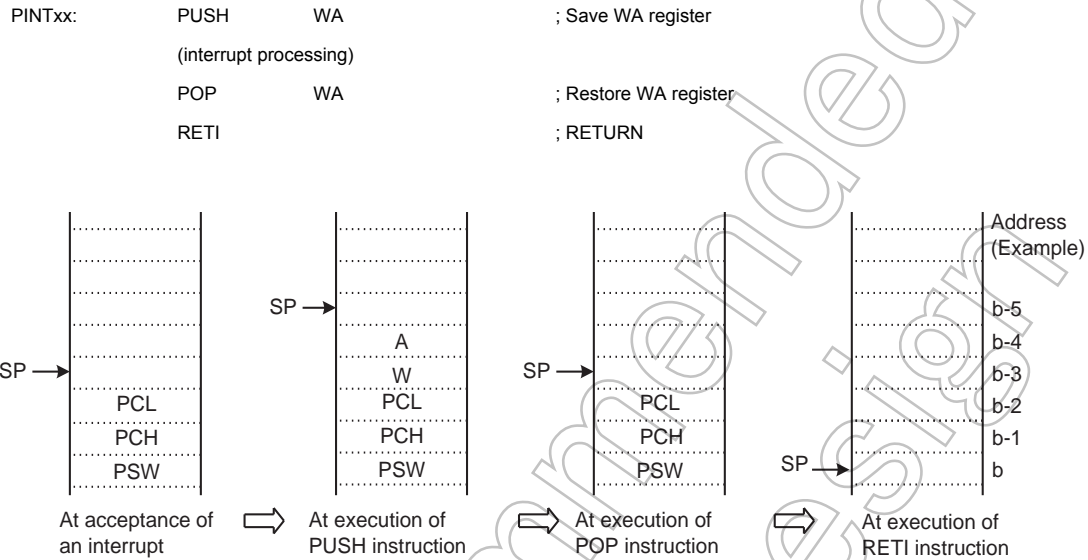 PINTxx: PUSH WA ; Save WA register
(interrupt processing)
POP WA ; Restore WA register
RETI ; RETURN
Address
(Example)
SP b-5
A b-4
SP W SP b-3
PCL PCL PCL b-2
PCH PCH PCH b-1
PSW PSW PSW SP b
At acceptance of
an interrupt
At execution of
PUSH instruction
At execution of
POP instruction
At execution of
RETI instruction